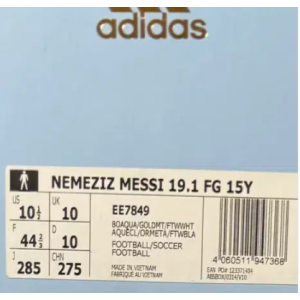 adidas
NEMEZIZ MESSI 19.1 FG 15Y
US 10½ UK 10 EE7849
BOAQUA/GOLDMT/FTWWHT
F 44⅔ D 10 AQUECL/ORMETA/FTWBLA
FOOTBALL/SOCCER
FOOTBALL
J 285 CHN 275 MADE IN VIETNAM
FABRIQUÉ AU VIETNAM
4 060511 947368